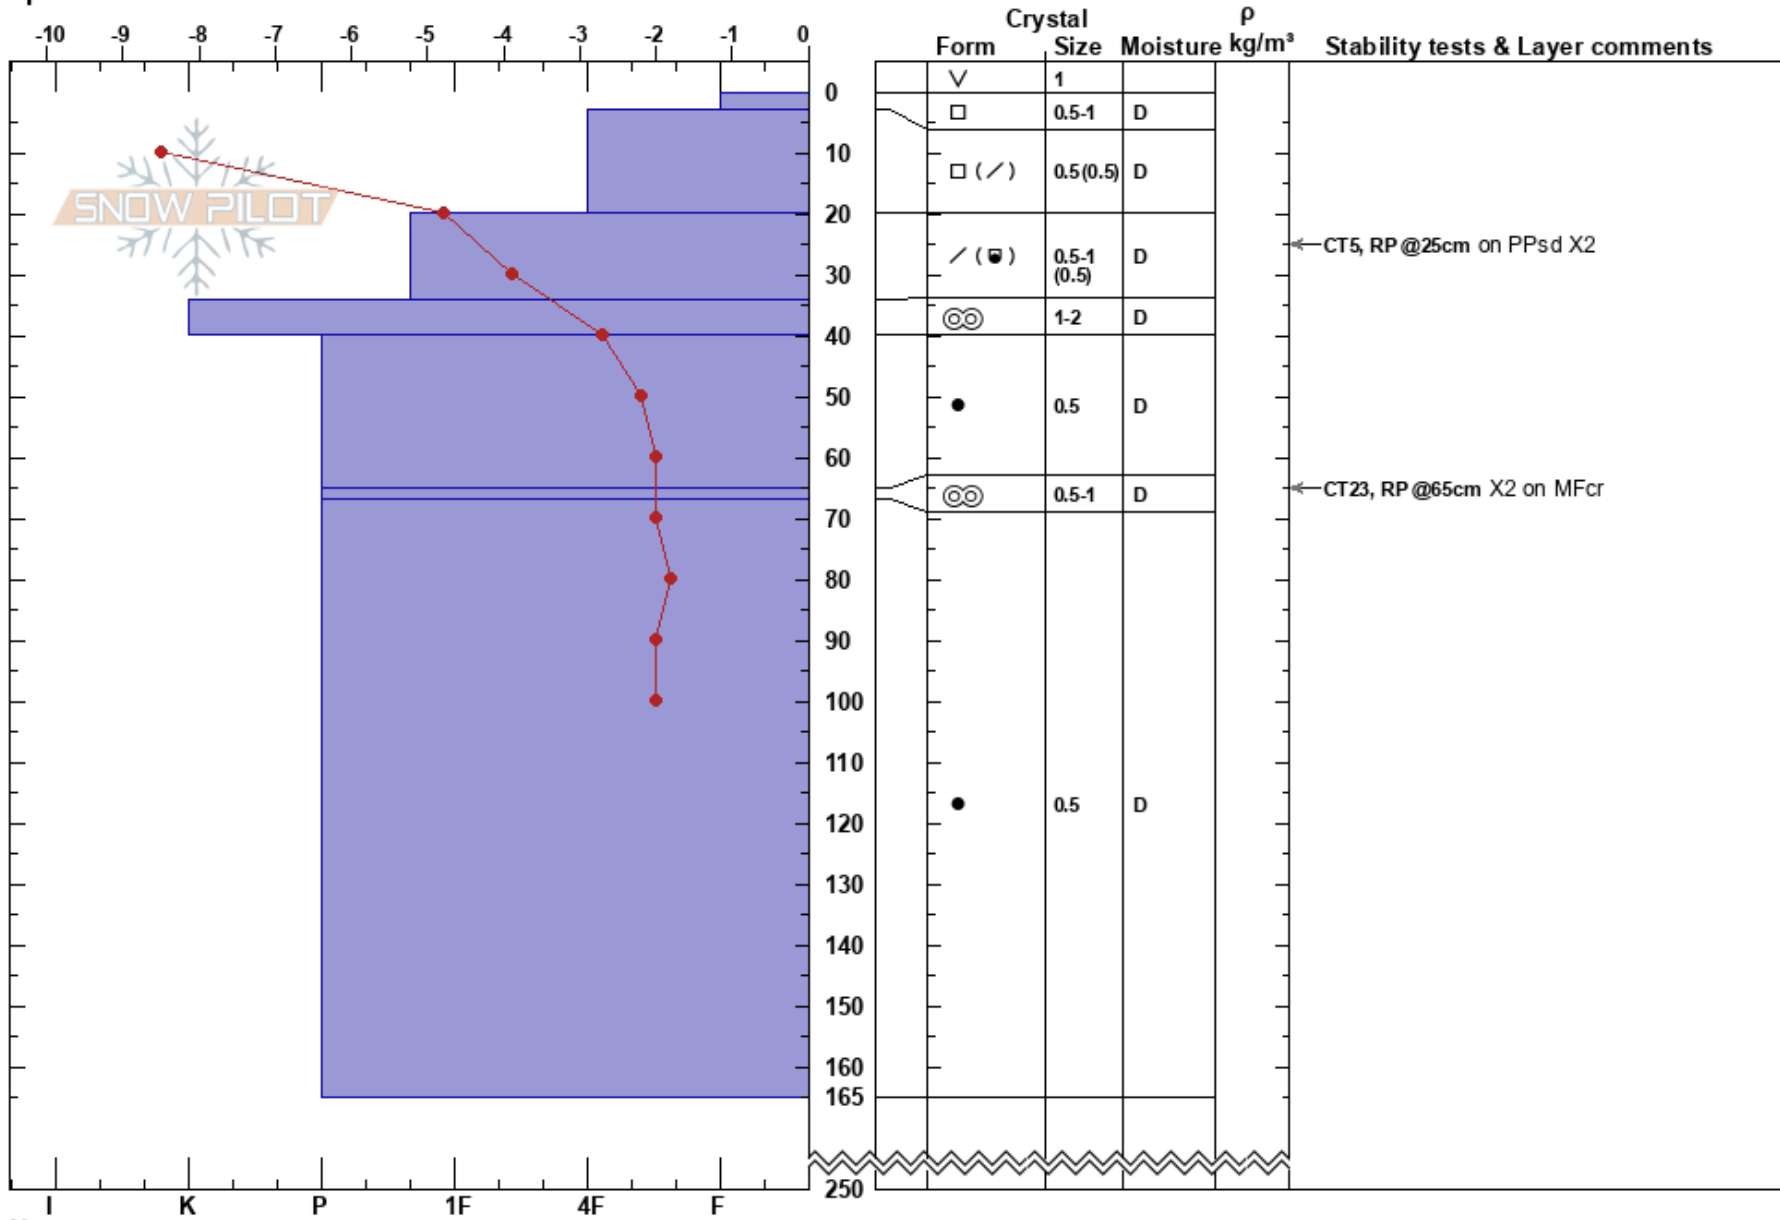 Crystal ρ
-10 -9 -8 -7 -6 -5 -4 -3 -2 -1 0 Form Size Moisture kg/m³ Stability tests & Layer comments
1
0
0.5-1 D
10
0.5(0.5) D
SNOW PILOT
20
CT5, RP @25cm on PPsd X2
0.5-1 D
(0.5)
30
1-2 D
40
50
0.5 D
60
CT23, RP @65cm X2 on MFcr
0.5-1 D
70
80
90
100
110
0.5 D
120
130
140
150
160
165
250
I K P 1F 4F F